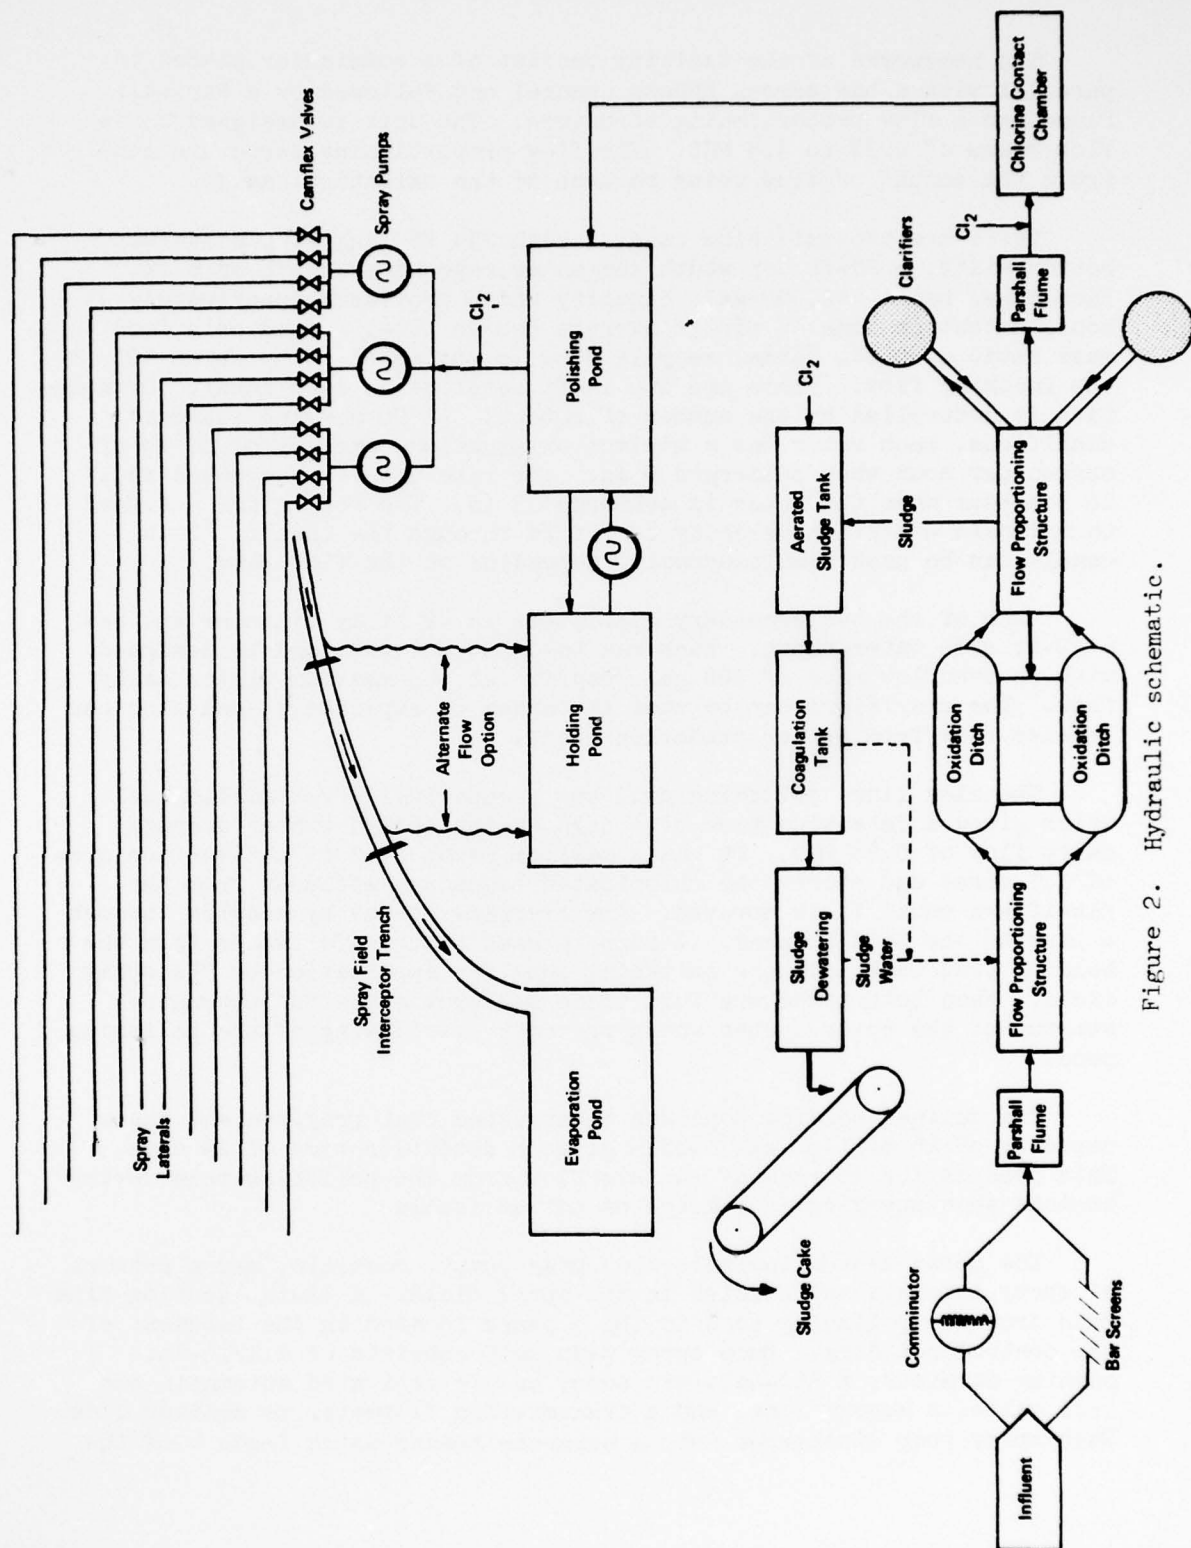 Camflex Valves
Spray Pumps
Cl2
Spray
Laterals
Polishing
Pond
Chlorine Contact
Chamber
Spray Field
Interceptor Trench
Alternate
Flow
Option
Holding
Pond
Evaporation
Pond
Cl2
Clarifiers
Parshall
Flume
Cl2
Aerated
Sludge Tank
Sludge
Flow Proportioning
Structure
Coagulation
Tank
Oxidation
Ditch
Oxidation
Ditch
Sludge
Dewatering
Sludge
Water
Flow Proportioning
Structure
Sludge Cake
Parshall
Flume
Comminutor
Bar Screens
Influent
Figure 2. Hydraulic schematic.